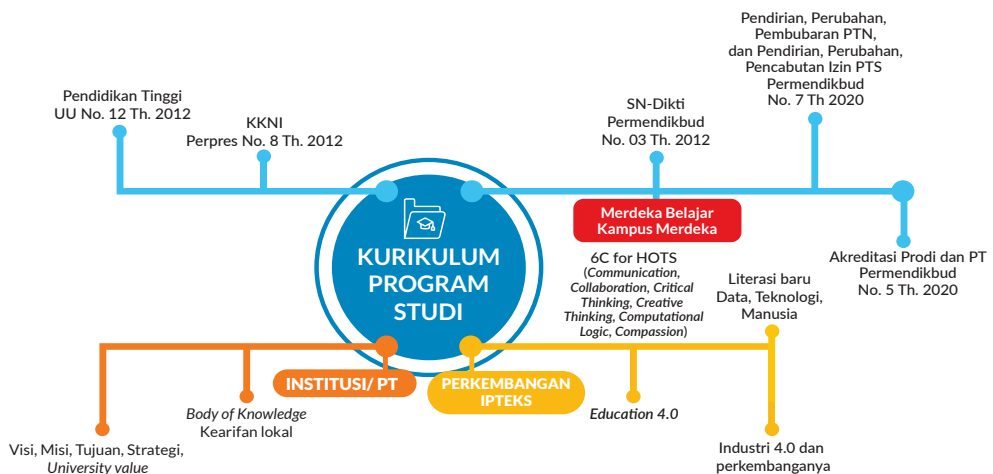 Pendidikan Tinggi
UU No. 12 Th. 2012
KKNI
Perpres No. 8 Th. 2012
SN-Dikti
Permendikbud
No. 03 Th. 2012
Pendirian, Perubahan,
Pembubaran PTN,
dan Pendirian, Perubahan,
Pencabutan Izin PTS
Permendikbud
No. 7 Th 2020
Akreditasi Prodi dan PT
Permendikbud
No. 5 Th. 2020
Merdeka Belajar
Kampus Merdeka
KURIKULUM
PROGRAM
STUDI
6C for HOTS
(Communication,
Collaboration, Critical
Thinking, Creative
Thinking, Computational
Logic, Compassion)
Literasi baru
Data, Teknologi,
Manusia
INSTITUSI/ PT
PERKEMBANGAN
IPTEKS
Body of Knowledge
Kearifan lokal
Education 4.0
Visi, Misi, Tujuan, Strategi,
University value
Industri 4.0 dan
perkembanganya